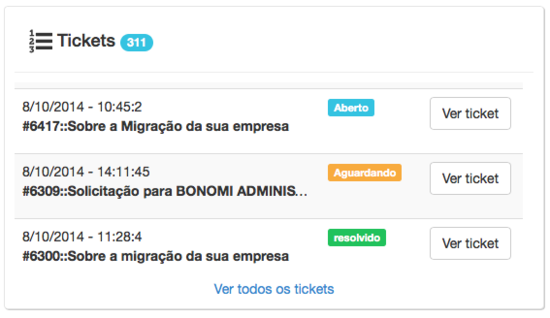 Tickets 311
8/10/2014 - 10:45:2
Aberto
Ver ticket
#6417::Sobre a Migração da sua empresa
8/10/2014 - 14:11:45
Aguardando
Ver ticket
#6309::Solicitação para BONOMI ADMINIS...
8/10/2014 - 11:28:4
resolvido
Ver ticket
#6300::Sobre a migração da sua empresa
Ver todos os tickets